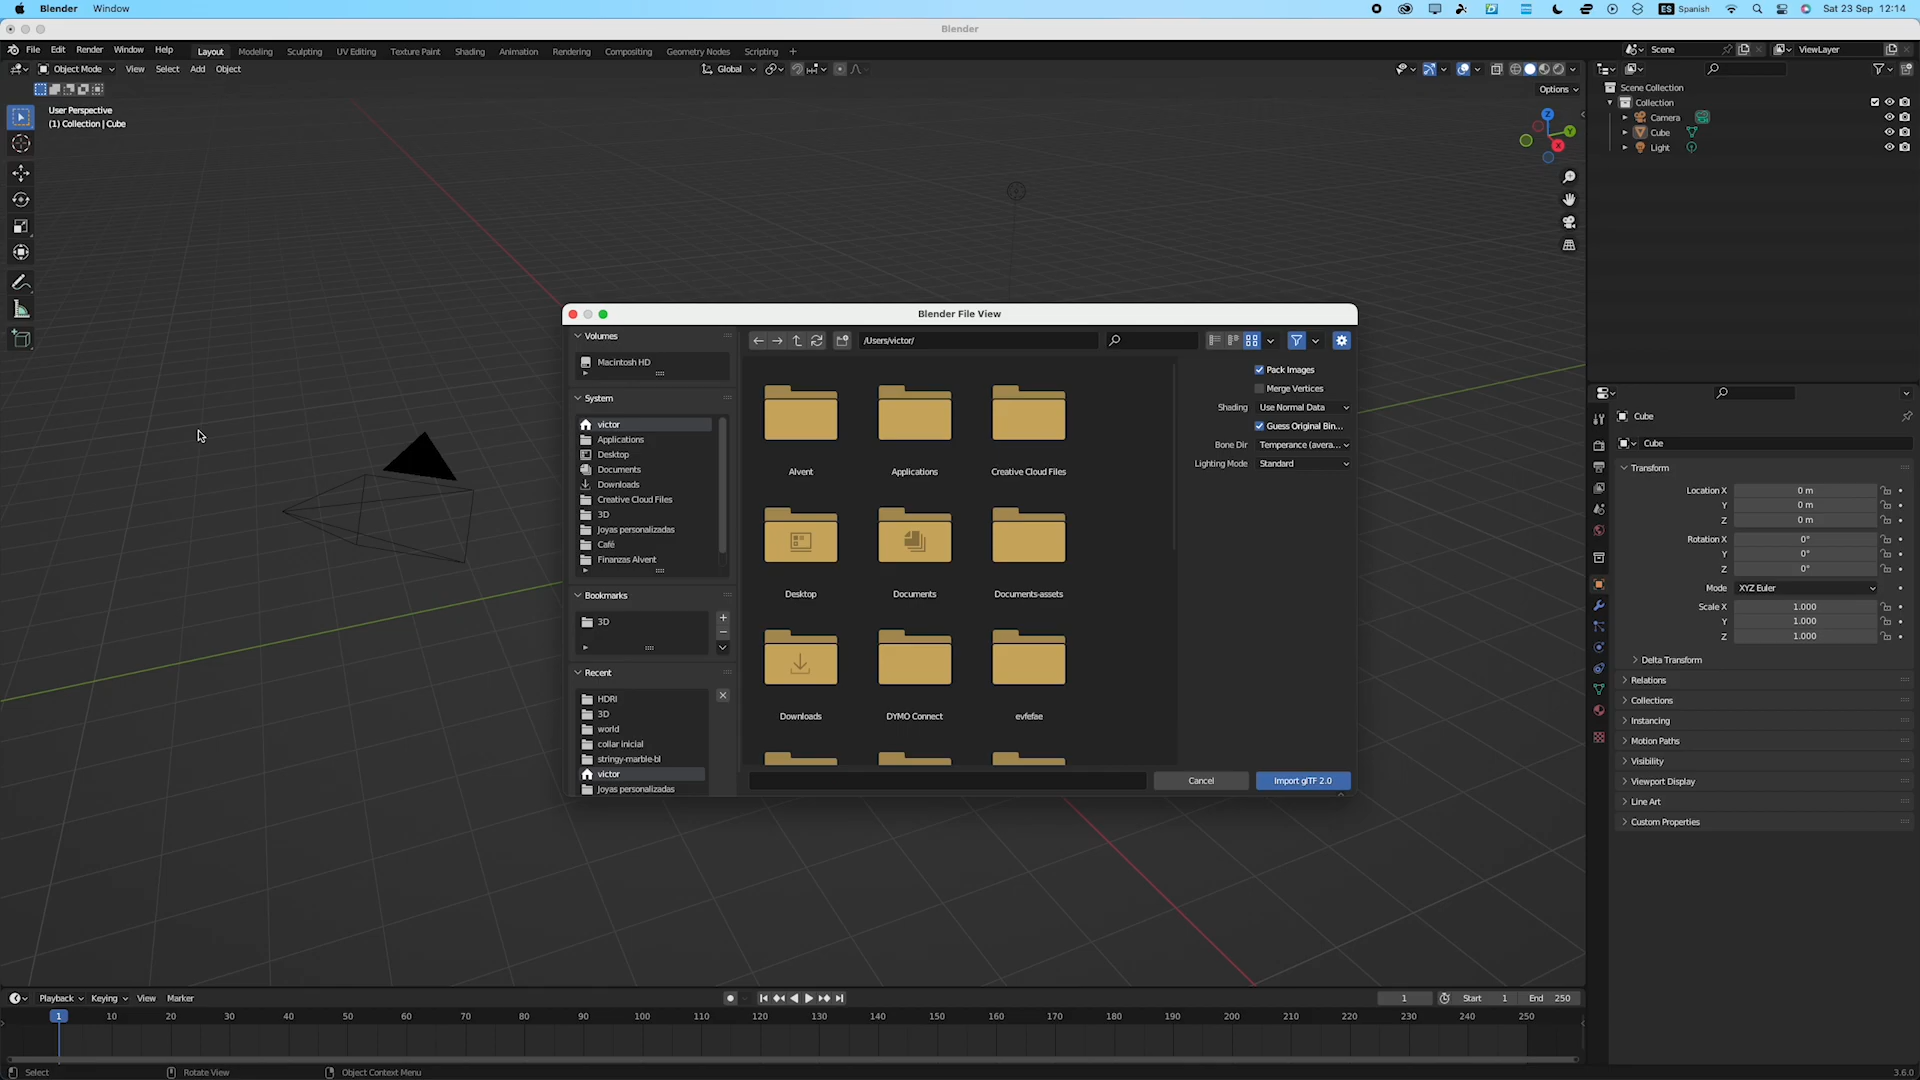 Blender Window
Spanish Sat 23 Sep 12:14
Blender
File Edit Render Window Help Layout Modeling Sculpting UV Editing Texture Paint Shading Animation Rendering Compositing Geometry Nodes Scripting +
Scene ViewLayer
Object Mode View Select Add Object Global
Options
User Perspective
(1) Collection | Cube
Z
Y
X
Scene Collection
Collection
Camera
Cube
Light
Blender File View
Volumes
Macintosh HD
System
victor
Applications
Desktop
Documents
Downloads
Creative Cloud Files
3D
Joyas personalizadas
Café
Finanzas Alvent
Bookmarks
3D
Recent
HDRI
3D
world
collar inicial
stringy-marble-bl
victor
Joyas personalizadas
/Users/victor/
Alvent Applications Creative Cloud Files
Desktop Documents Documents-assets
Downloads DYMO Connect evfefae
Pack Images
Merge Vertices
Shading Use Normal Data
Guess Original Bin...
Bone Dir Temperance (avera...
Lighting Mode Standard
Cancel Import glTF 2.0
Cube
Cube
Transform
Location X 0 m
Y 0 m
Z 0 m
Rotation X 0°
Y 0°
Z 0°
Mode XYZ Euler
Scale X 1.000
Y 1.000
Z 1.000
Delta Transform
Relations
Collections
Instancing
Motion Paths
Visibility
Viewport Display
Line Art
Custom Properties
Playback Keying View Marker 1 Start 1 End 250
1 10 20 30 40 50 60 70 80 90 100 110 120 130 140 150 160 170 180 190 200 210 220 230 240 250
Select Rotate View Object Context Menu 3.6.0